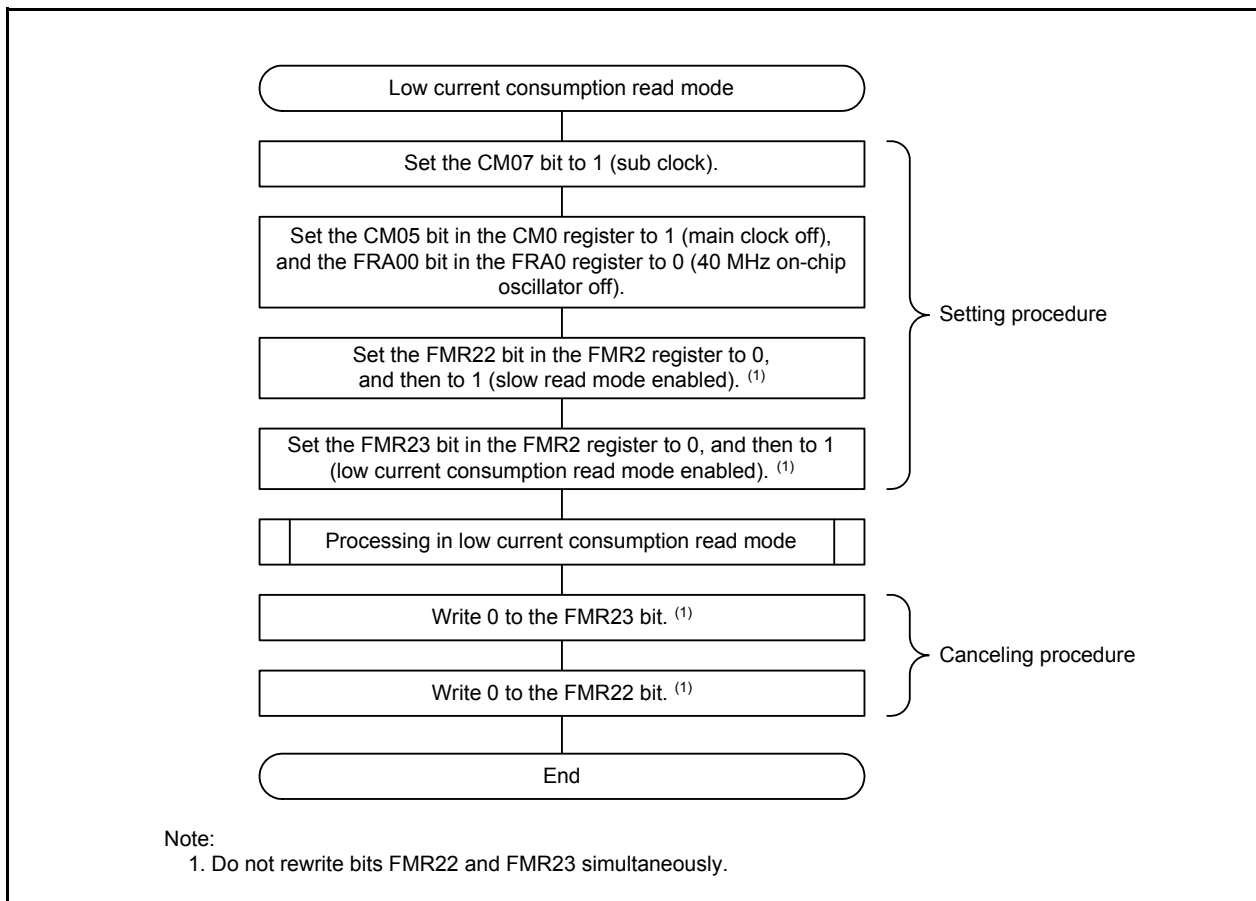 Low current consumption read mode
Set the CM07 bit to 1 (sub clock).
Set the CM05 bit in the CM0 register to 1 (main clock off),
and the FRA00 bit in the FRA0 register to 0 (40 MHz on-chip
oscillator off).
Setting procedure
Set the FMR22 bit in the FMR2 register to 0,
and then to 1 (slow read mode enabled). (1)
Set the FMR23 bit in the FMR2 register to 0, and then to 1
(low current consumption read mode enabled). (1)
Processing in low current consumption read mode
Write 0 to the FMR23 bit. (1)
Canceling procedure
Write 0 to the FMR22 bit. (1)
End
Note:
1. Do not rewrite bits FMR22 and FMR23 simultaneously.